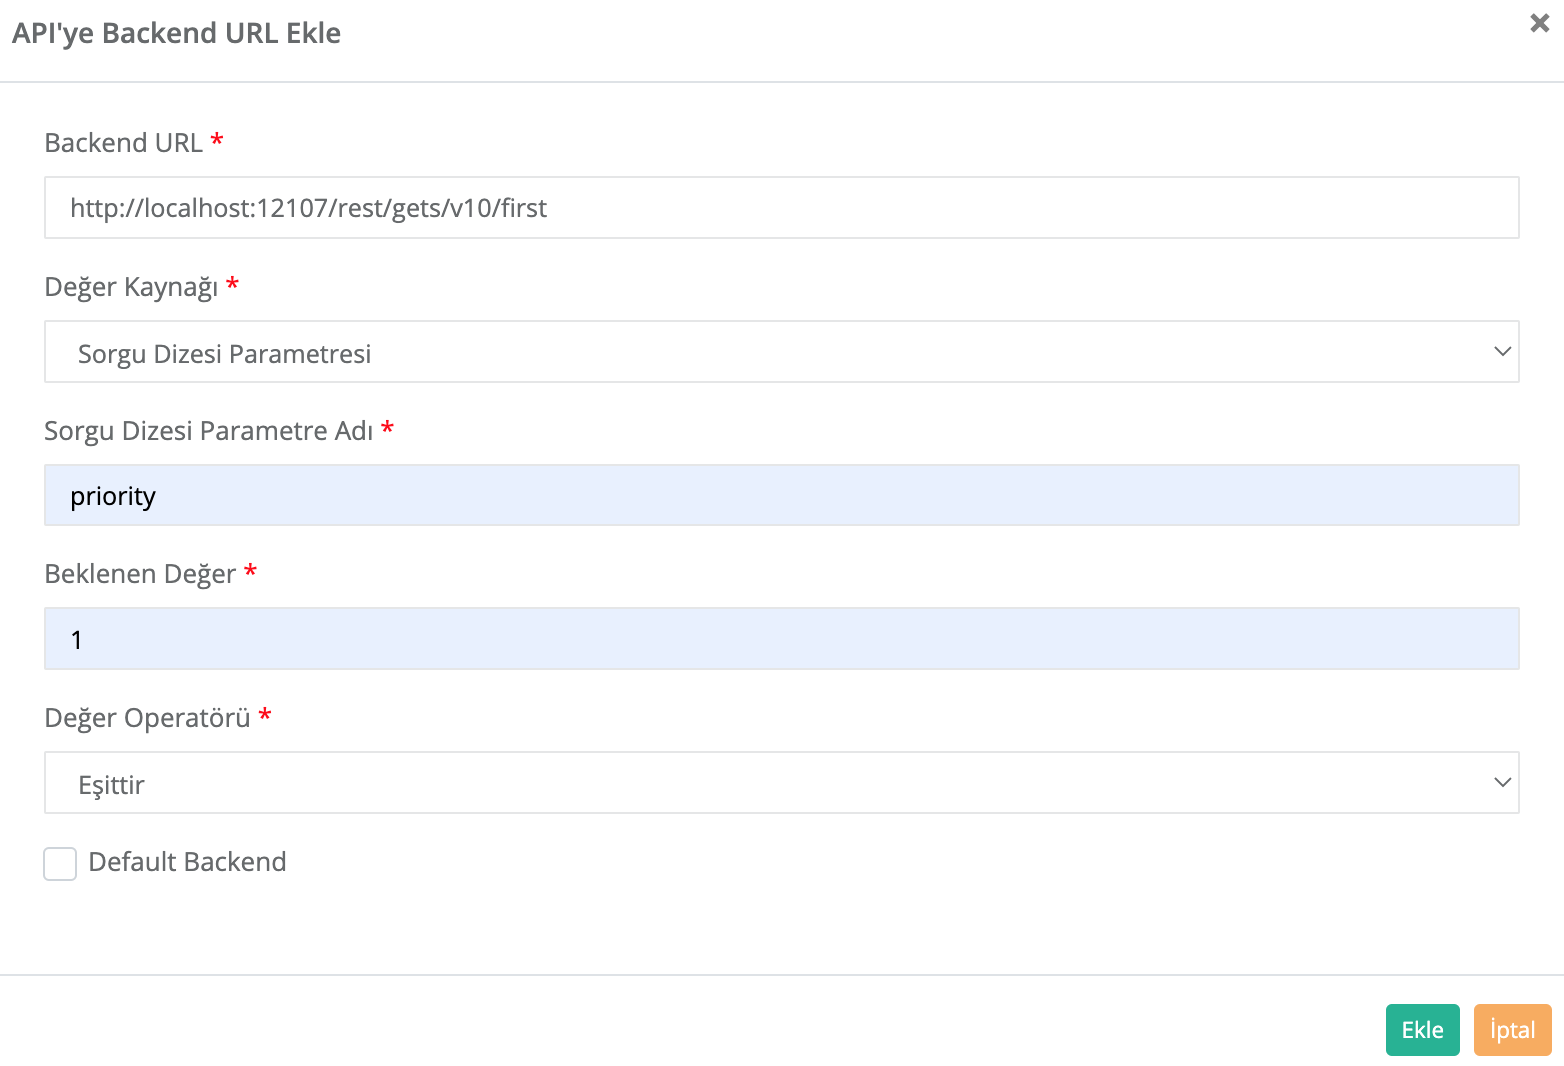 API'ye Backend URL Ekle
Backend URL *
http://localhost:12107/rest/gets/v10/first
Değer Kaynağı *
Sorgu Dizesi Parametresi
Sorgu Dizesi Parametre Adı *
priority
Beklenen Değer *
1
Değer Operatörü *
Eşittir
Default Backend
Ekle İptal